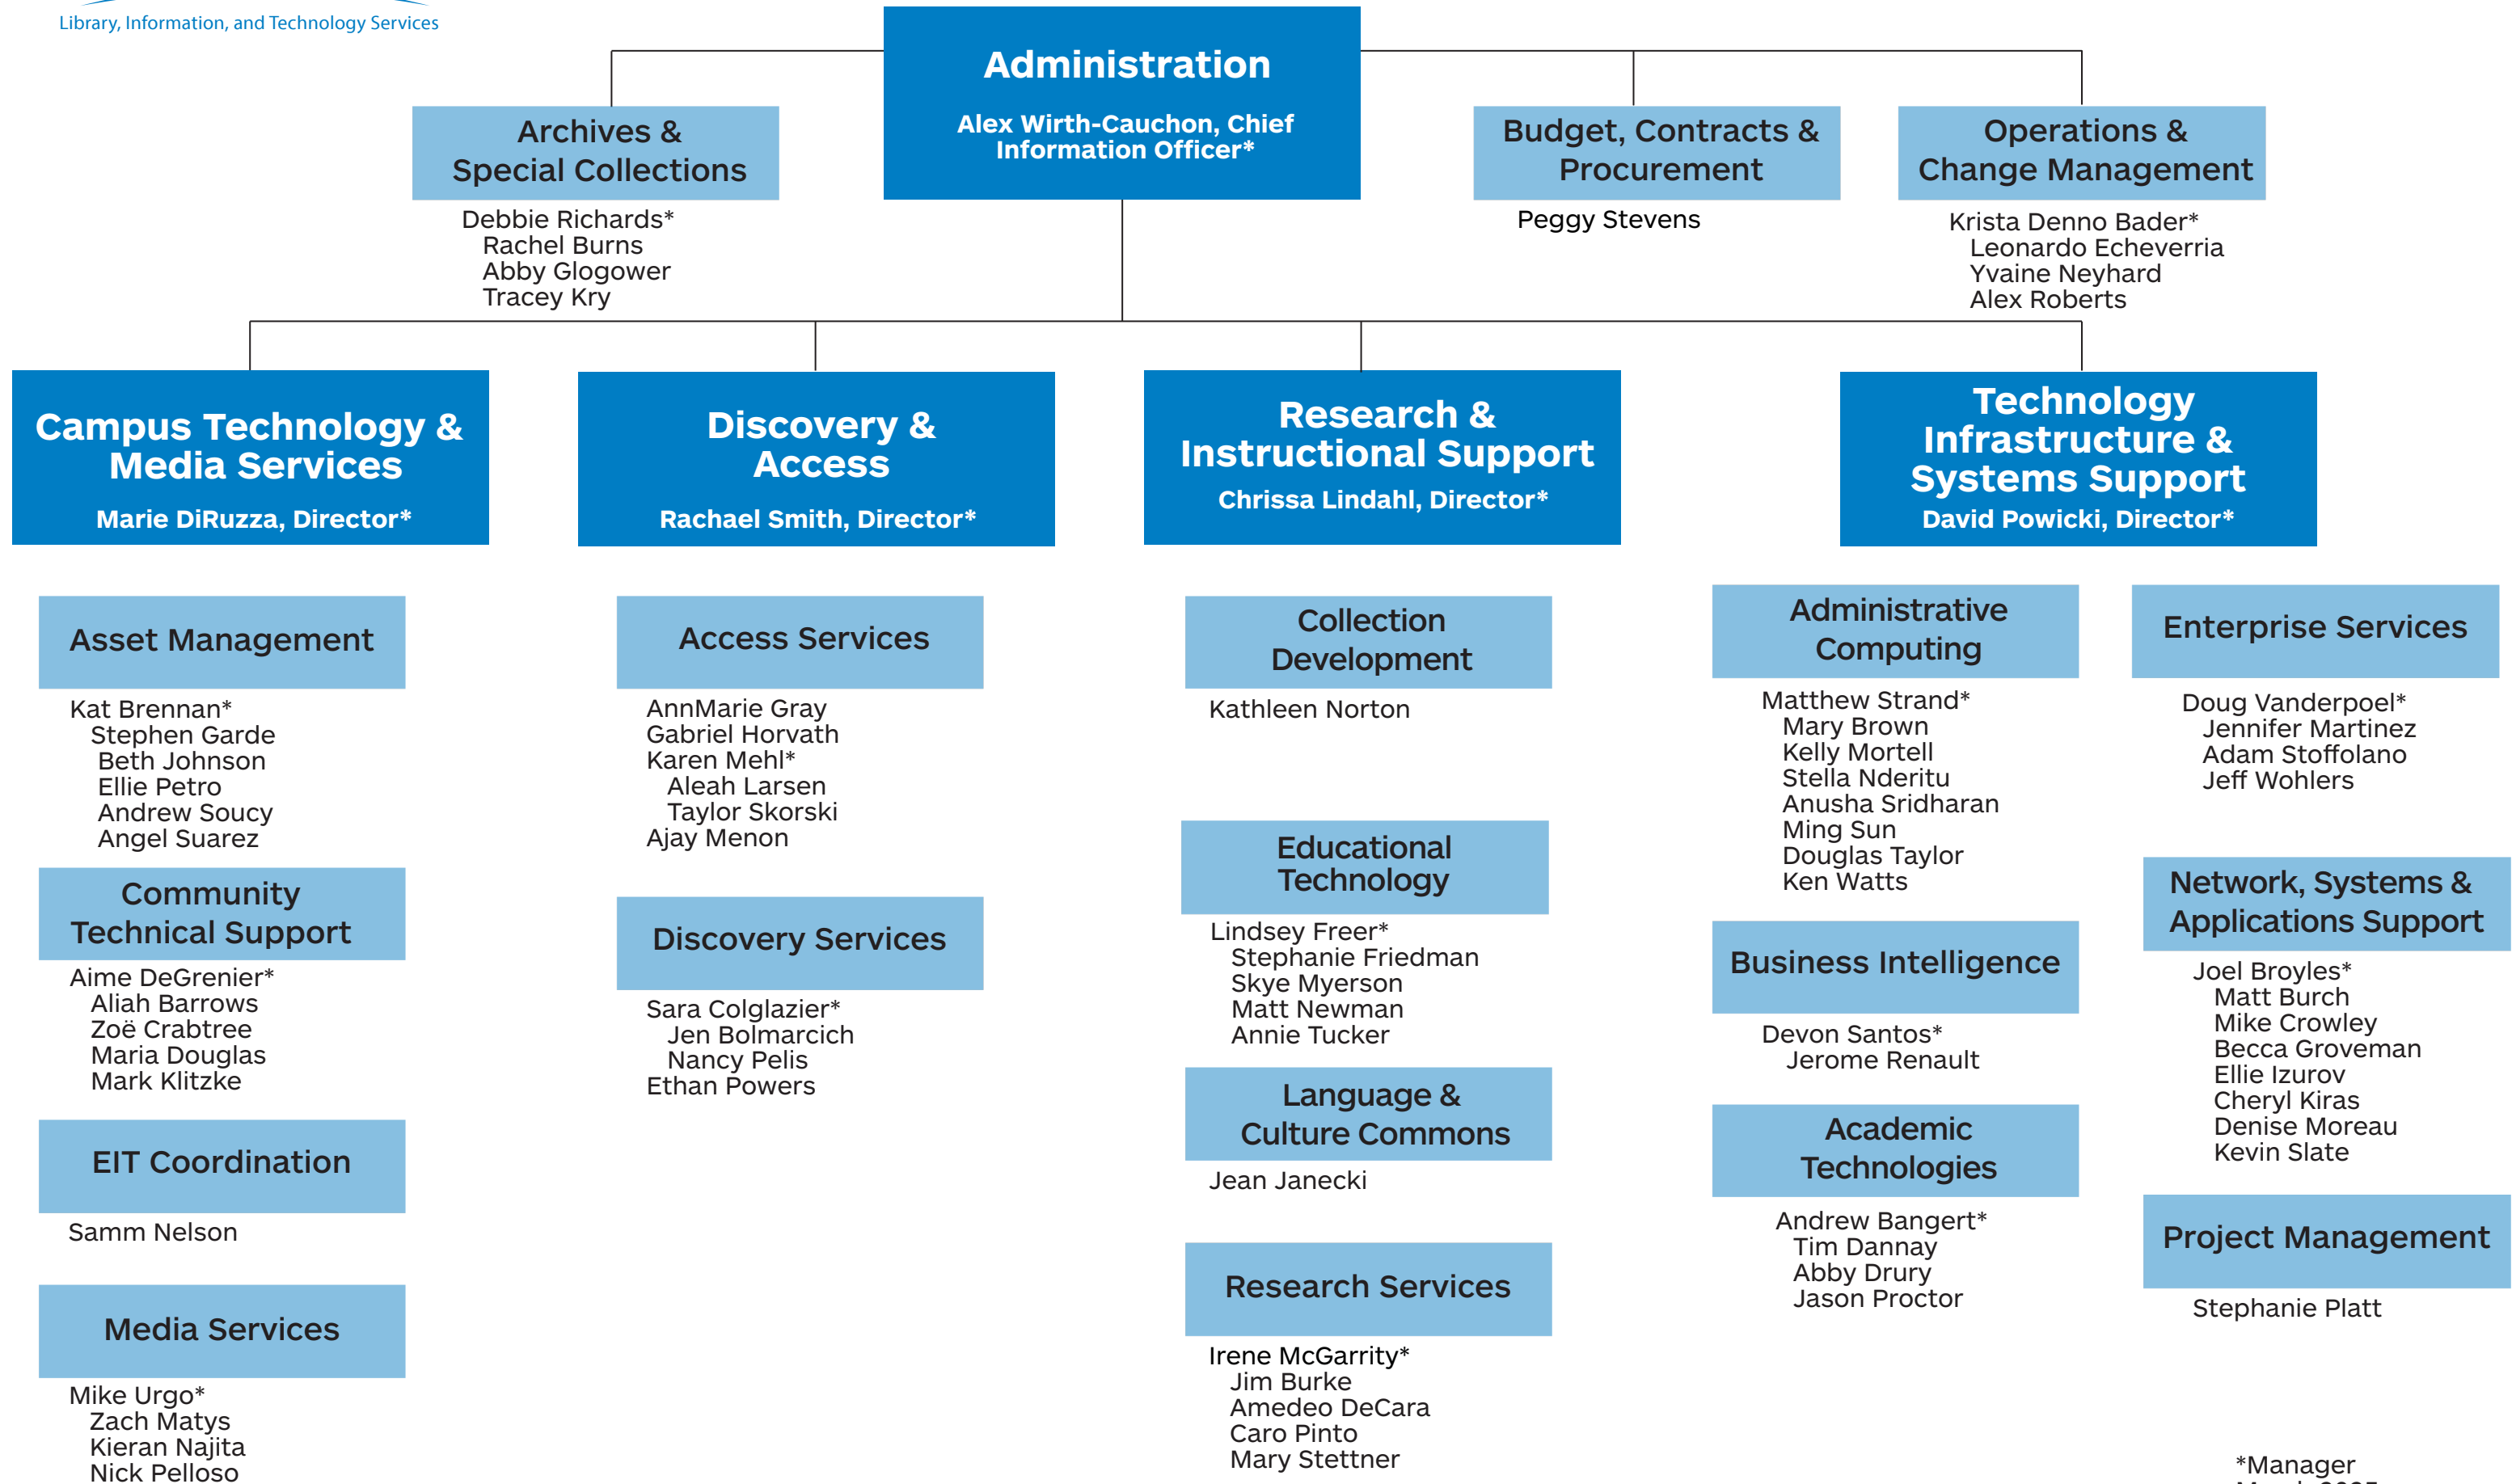 Library, Information, and Technology Services
Administration
Alex Wirth-Cauchon, Chief
Information Officer*
Archives &
Special Collections
Debbie Richards*
Rachel Burns
Abby Glogower
Tracey Kry
Budget, Contracts &
Procurement
Peggy Stevens
Operations &
Change Management
Krista Denno Bader*
Leonardo Echeverria
Yvaine Neyhard
Alex Roberts
Campus Technology &
Media Services
Marie DiRuzza, Director*
Asset Management
Kat Brennan*
Stephen Garde
Beth Johnson
Ellie Petro
Andrew Soucy
Angel Suarez
Community
Technical Support
Aime DeGrenier*
Aliah Barrows
Zoë Crabtree
Maria Douglas
Mark Klitzke
EIT Coordination
Samm Nelson
Media Services
Mike Urgo*
Zach Matys
Kieran Najita
Nick Pelloso
Discovery &
Access
Rachael Smith, Director*
Access Services
AnnMarie Gray
Gabriel Horvath
Karen Mehl*
Aleah Larsen
Taylor Skorski
Ajay Menon
Discovery Services
Sara Colglazier*
Jen Bolmarcich
Nancy Pelis
Ethan Powers
Research &
Instructional Support
Chrissa Lindahl, Director*
Collection
Development
Kathleen Norton
Educational
Technology
Lindsey Freer*
Stephanie Friedman
Skye Myerson
Matt Newman
Annie Tucker
Language &
Culture Commons
Jean Janecki
Research Services
Irene McGarrity*
Jim Burke
Amedeo DeCara
Caro Pinto
Mary Stettner
Technology
Infrastructure &
Systems Support
David Powicki, Director*
Administrative
Computing
Matthew Strand*
Mary Brown
Kelly Mortell
Stella Nderitu
Anusha Sridharan
Ming Sun
Douglas Taylor
Ken Watts
Business Intelligence
Devon Santos*
Jerome Renault
Academic
Technologies
Andrew Bangert*
Tim Dannay
Abby Drury
Jason Proctor
Enterprise Services
Doug Vanderpoel*
Jennifer Martinez
Adam Stoffolano
Jeff Wohlers
Network, Systems &
Applications Support
Joel Broyles*
Matt Burch
Mike Crowley
Becca Groveman
Ellie Izurov
Cheryl Kiras
Denise Moreau
Kevin Slate
Project Management
Stephanie Platt
*Manager